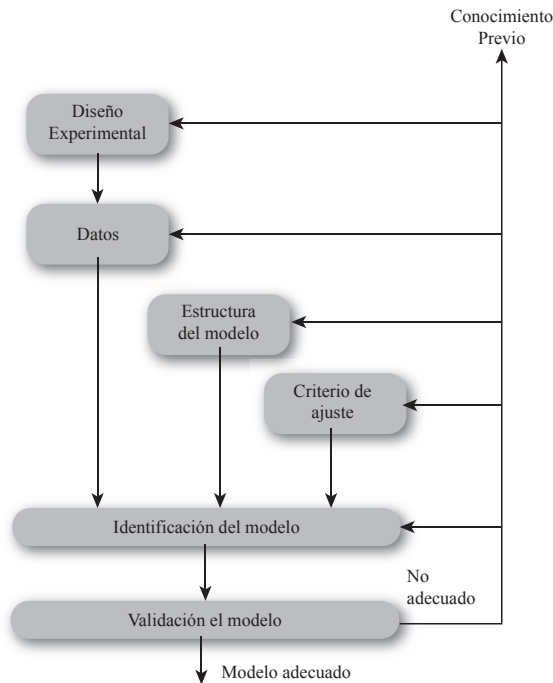 Conocimiento
Previo
Diseño
Experimental
Datos
Estructura
del modelo
Criterio de
ajuste
Identificación del modelo
No
adecuado
Validación el modelo
Modelo adecuado